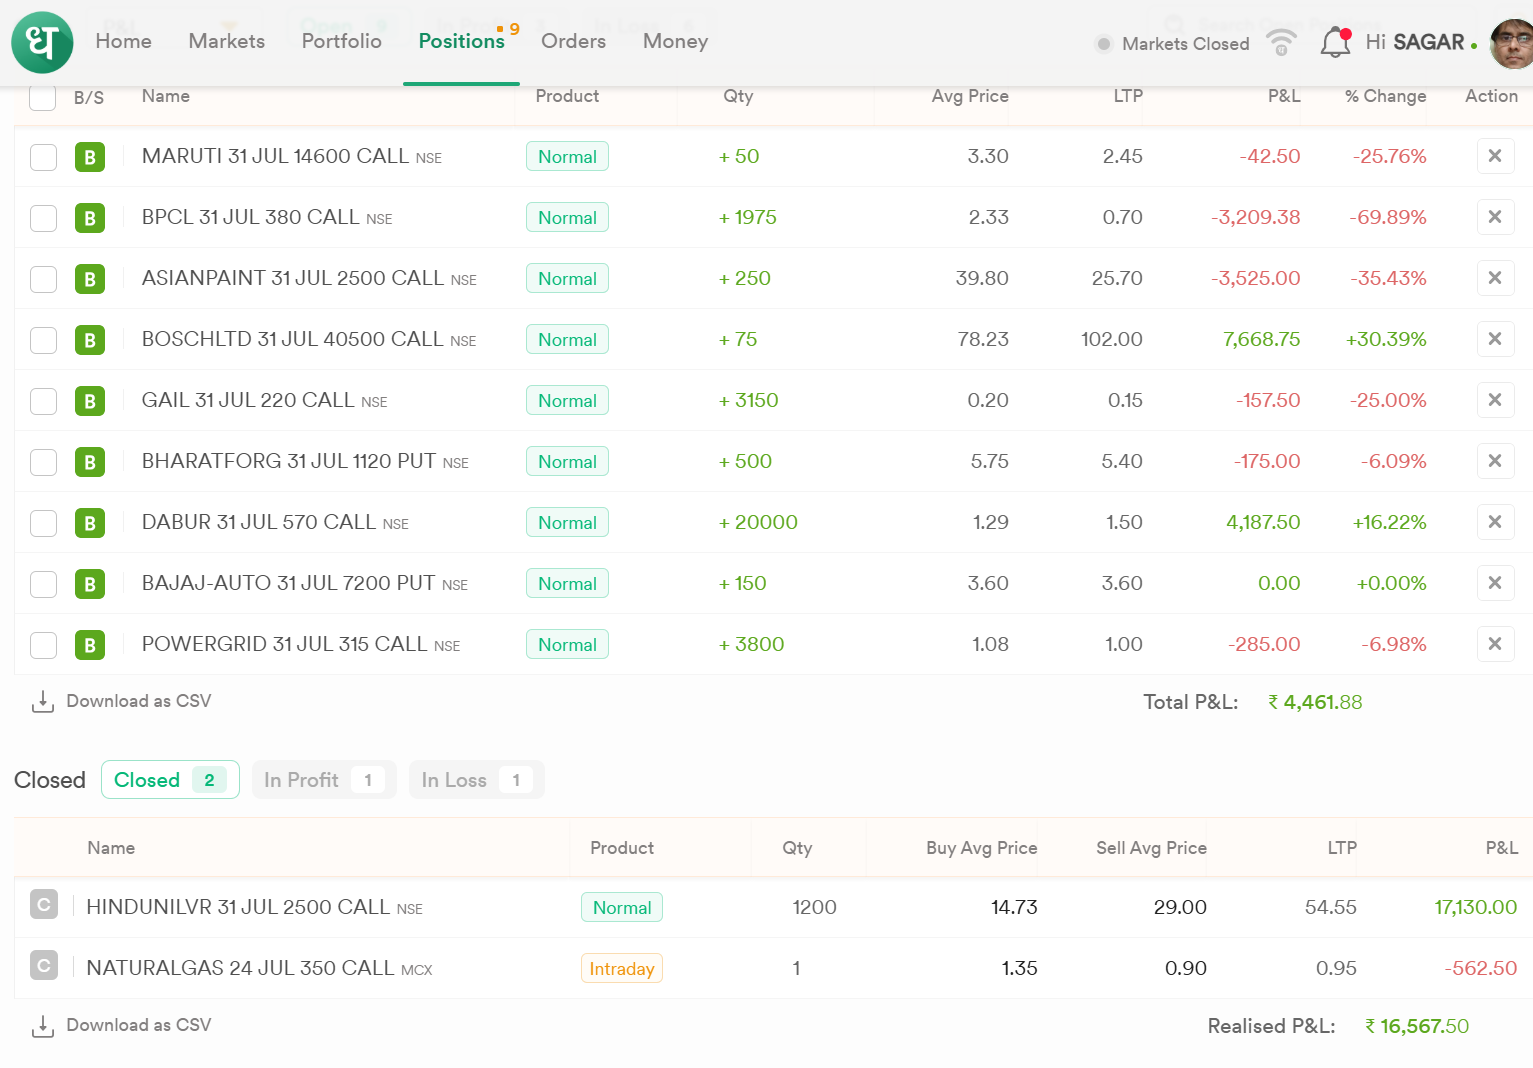 P&L Open 9 In Profit In Loss Search Open Positions
ध Home Markets Portfolio Positions 9 Orders Money Markets Closed Hi SAGAR
B/S Name Product Qty Avg Price LTP P&L % Change Action
B MARUTI 31 JUL 14600 CALL NSE Normal + 50 3.30 2.45 -42.50 -25.76%
B BPCL 31 JUL 380 CALL NSE Normal + 1975 2.33 0.70 -3,209.38 -69.89%
B ASIANPAINT 31 JUL 2500 CALL NSE Normal + 250 39.80 25.70 -3,525.00 -35.43%
B BOSCHLTD 31 JUL 40500 CALL NSE Normal + 75 78.23 102.00 7,668.75 +30.39%
B GAIL 31 JUL 220 CALL NSE Normal + 3150 0.20 0.15 -157.50 -25.00%
B BHARATFORG 31 JUL 1120 PUT NSE Normal + 500 5.75 5.40 -175.00 -6.09%
B DABUR 31 JUL 570 CALL NSE Normal + 20000 1.29 1.50 4,187.50 +16.22%
B BAJAJ-AUTO 31 JUL 7200 PUT NSE Normal + 150 3.60 3.60 0.00 +0.00%
B POWERGRID 31 JUL 315 CALL NSE Normal + 3800 1.08 1.00 -285.00 -6.98%
Download as CSV Total P&L: ₹ 4,461.88
Closed Closed 2 In Profit 1 In Loss 1
Name Product Qty Buy Avg Price Sell Avg Price LTP P&L
C HINDUNILVR 31 JUL 2500 CALL NSE Normal 1200 14.73 29.00 54.55 17,130.00
C NATURALGAS 24 JUL 350 CALL MCX Intraday 1 1.35 0.90 0.95 -562.50
Download as CSV Realised P&L: ₹ 16,567.50